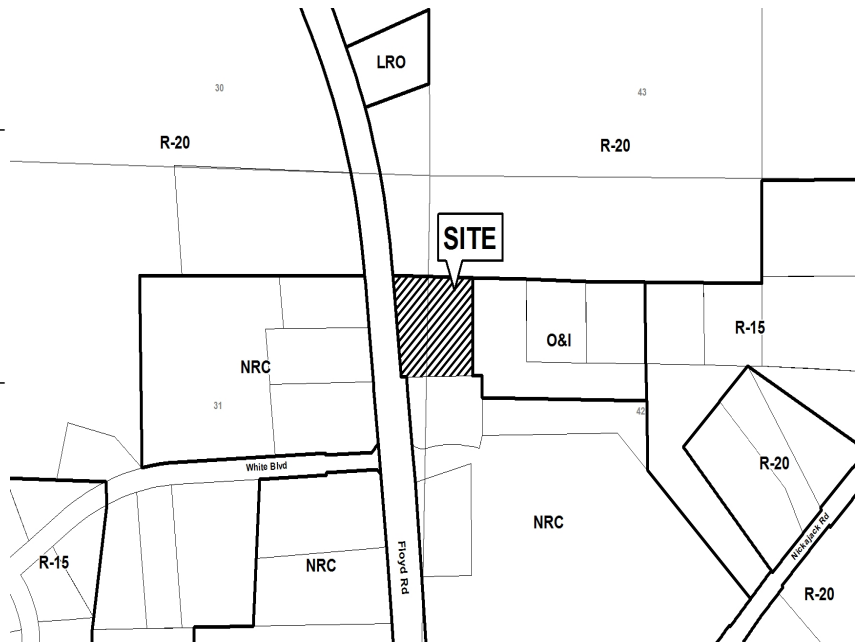 LRO
30
43
R-20
R-20
SITE
R-15
O&I
NRC
31
42
White Blvd
R-20
NRC
Nickajack Rd
R-15
NRC
Floyd Rd
R-20